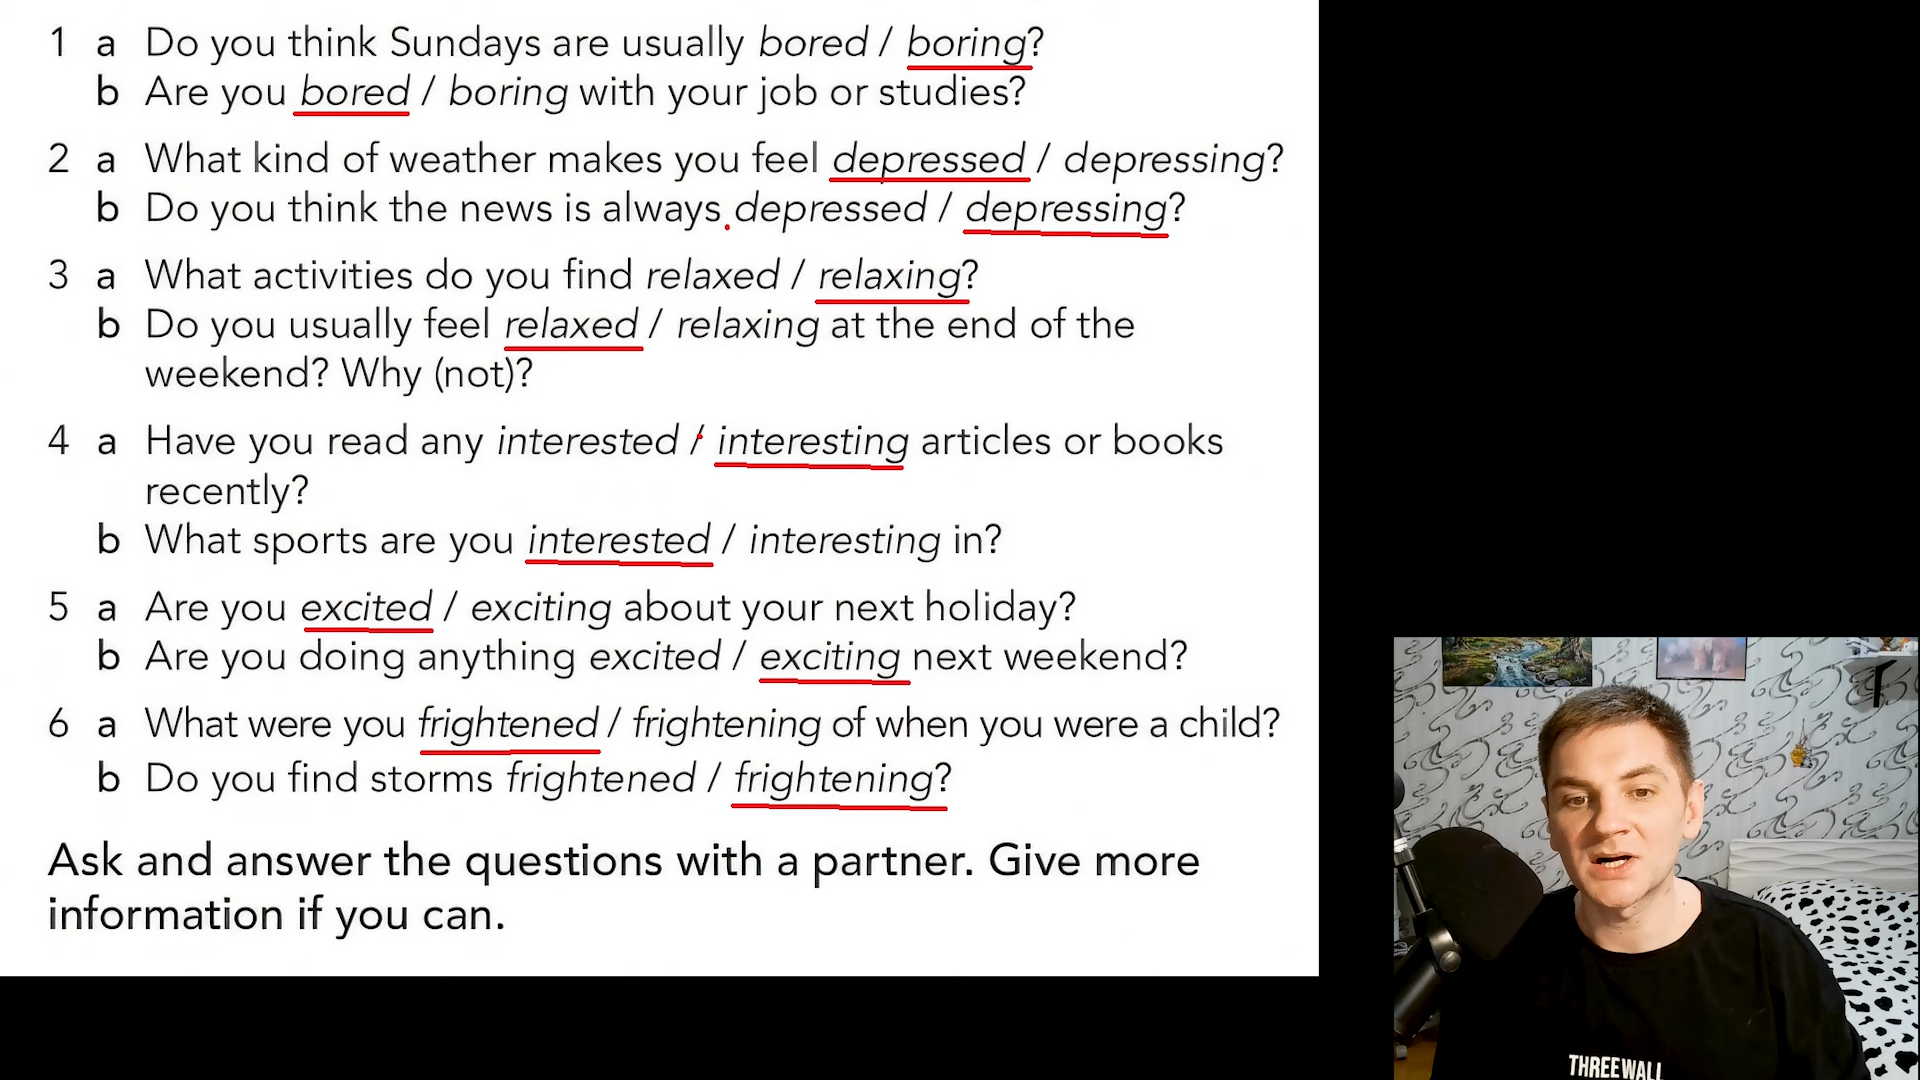 1 a Do you think Sundays are usually bored / boring?
b Are you bored / boring with your job or studies?
2 a What kind of weather makes you feel depressed / depressing?
b Do you think the news is always depressed / depressing?
3 a What activities do you find relaxed / relaxing?
b Do you usually feel relaxed / relaxing at the end of the
weekend? Why (not)?
4 a Have you read any interested / interesting articles or books
recently?
b What sports are you interested / interesting in?
5 a Are you excited / exciting about your next holiday?
b Are you doing anything excited / exciting next weekend?
6 a What were you frightened / frightening of when you were a child?
b Do you find storms frightened / frightening?
Ask and answer the questions with a partner. Give more
information if you can.
THREEWALL